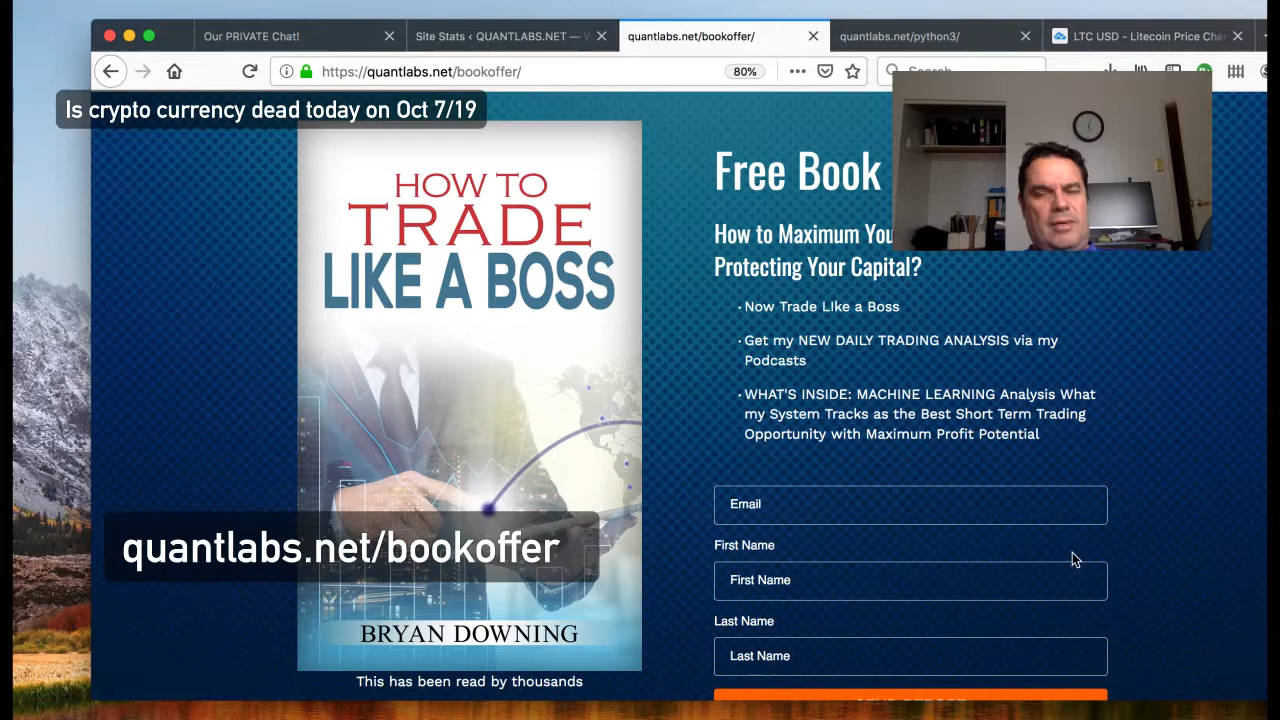 Our PRIVATE Chat!
Site Stats ‹ QUANTLABS.NET — W
quantlabs.net/bookoffer/
quantlabs.net/python3/
LTC USD - Litecoin Price Char
https://quantlabs.net/bookoffer/
80%
Search
Is crypto currency dead today on Oct 7/19
HOW TO
TRADE
LIKE A BOSS
BRYAN DOWNING
This has been read by thousands
quantlabs.net/bookoffer
Free Book
How to Maximum You
Protecting Your Capital?
· Now Trade LIke a Boss
· Get my NEW DAILY TRADING ANALYSIS via my
Podcasts
· WHAT'S INSIDE: MACHINE LEARNING Analysis What
my System Tracks as the Best Short Term Trading
Opportunity with Maximum Profit Potential
Email
First Name
First Name
Last Name
Last Name